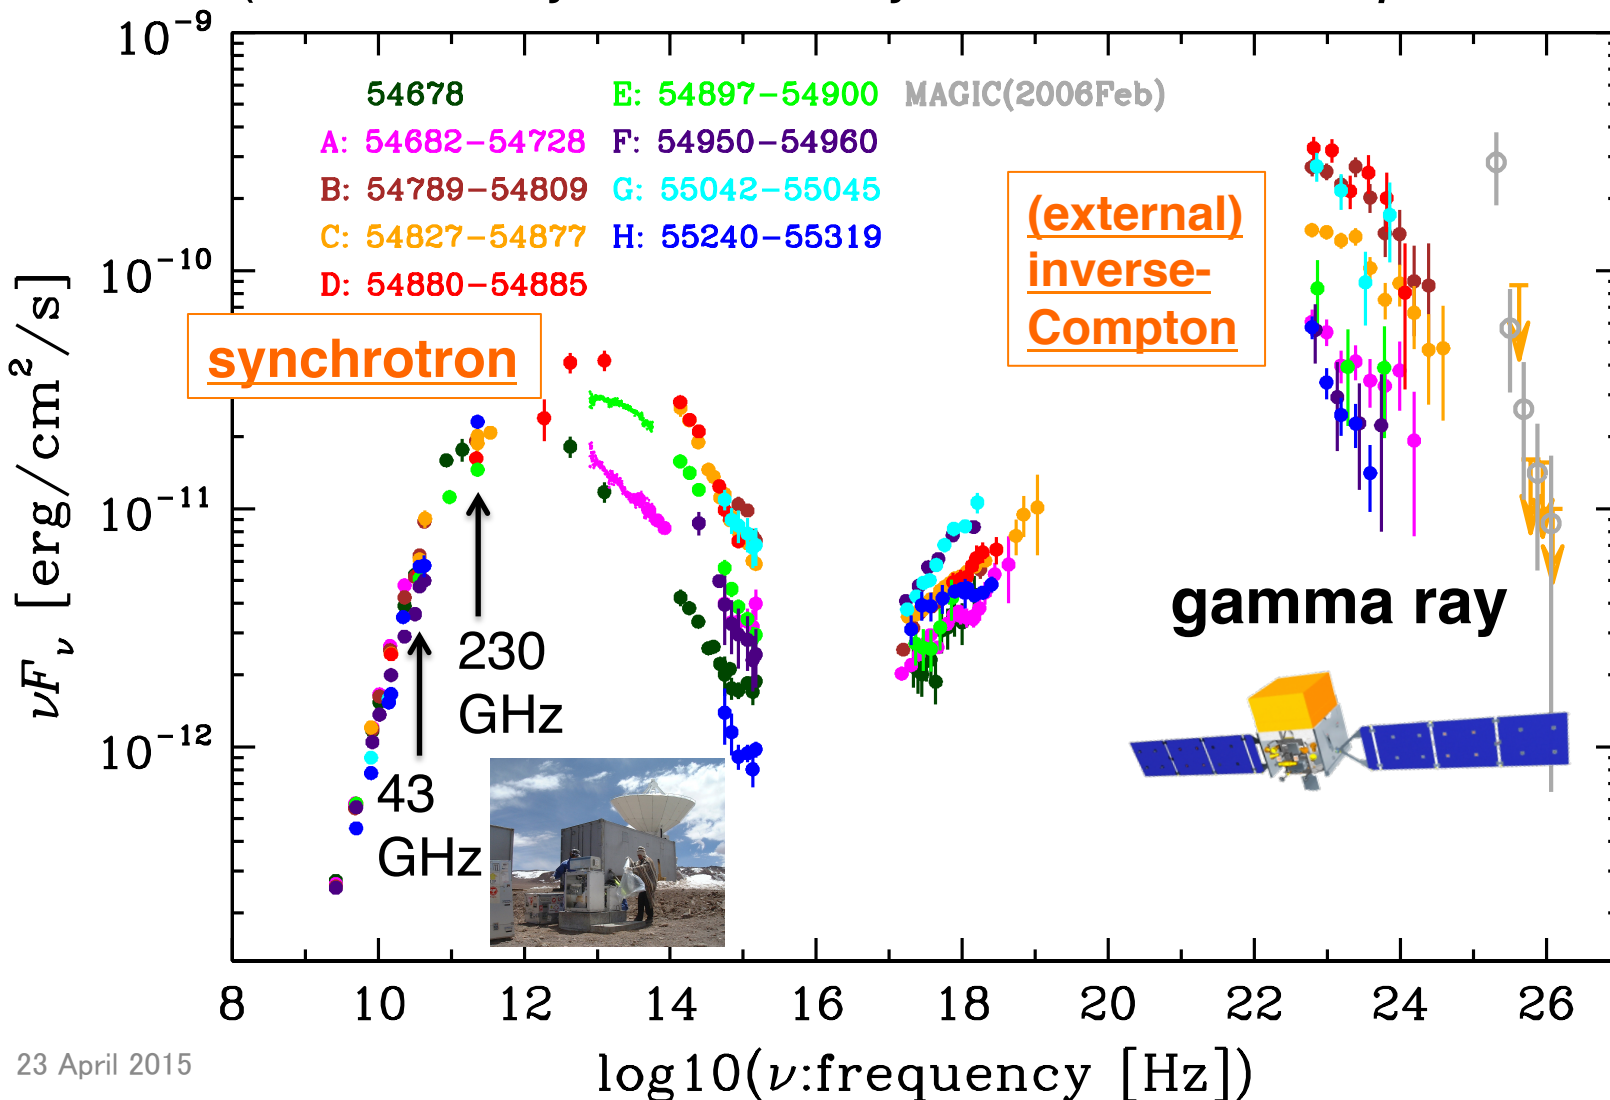 10⁻⁹
54678 E: 54897−54900 MAGIC(2006Feb)
A: 54682−54728 F: 54950−54960
B: 54789−54809 G: 55042−55045
C: 54827−54877 H: 55240−55319
D: 54880−54885
(external)
inverse-
Compton
10⁻¹⁰
synchrotron
νFν [erg/cm²/s]
10⁻¹¹
gamma ray
230
GHz
10⁻¹²
43
GHz
8 10 12 14 16 18 20 22 24 26
log10(ν:frequency [Hz])
23 April 2015